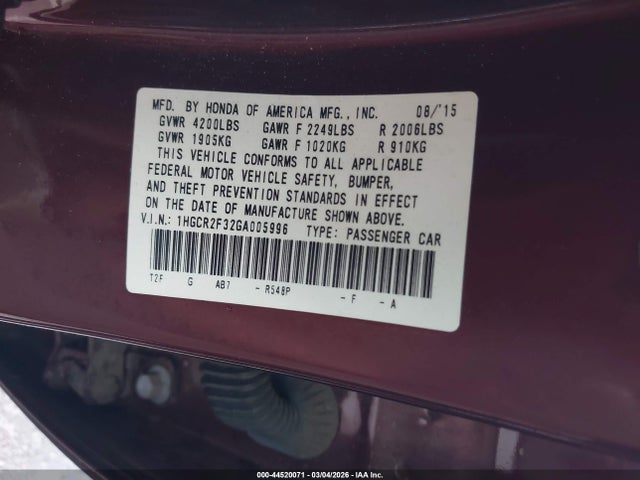 MFD. BY HONDA OF AMERICA MFG., INC. 08/'15
GVWR 4200LBS GAWR F 2249LBS R 2006LBS
GVWR 1905KG GAWR F 1020KG R 910KG
THIS VEHICLE CONFORMS TO ALL APPLICABLE
FEDERAL MOTOR VEHICLE SAFETY, BUMPER,
AND THEFT PREVENTION STANDARDS IN EFFECT
ON THE DATE OF MANUFACTURE SHOWN ABOVE.
V.I.N.: 1HGCR2F32GA005996 TYPE: PASSENGER CAR
T2F G AB7 - R548P - F - A
000-44520071 - 03/04/2026 - IAAI.com